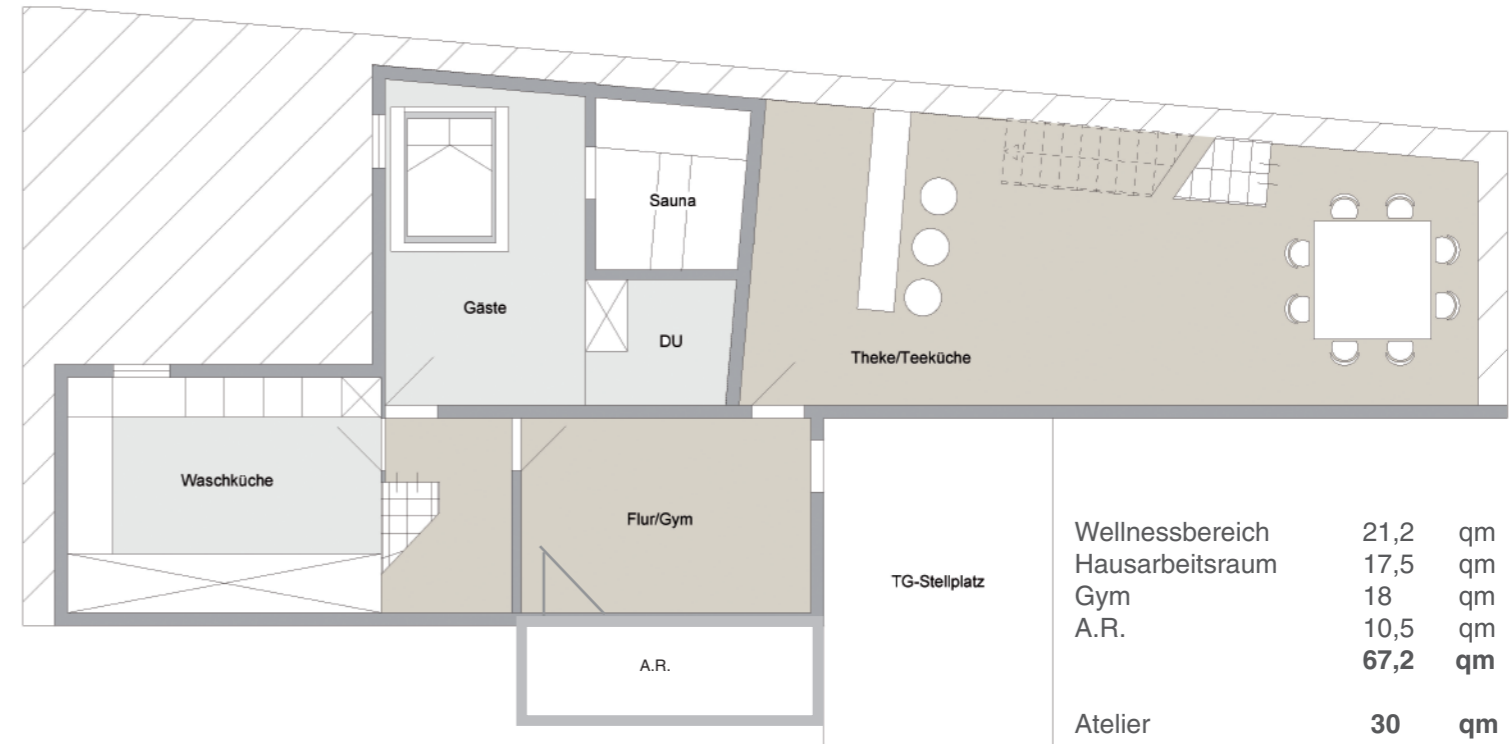 Sauna
Gäste
DU
Theke/Teeküche
Waschküche
Flur/Gym
TG-Stellplatz
A.R.
Wellnessbereich 21,2 qm
Hausarbeitsraum 17,5 qm
Gym 18 qm
A.R. 10,5 qm
67,2 qm
Atelier 30 qm